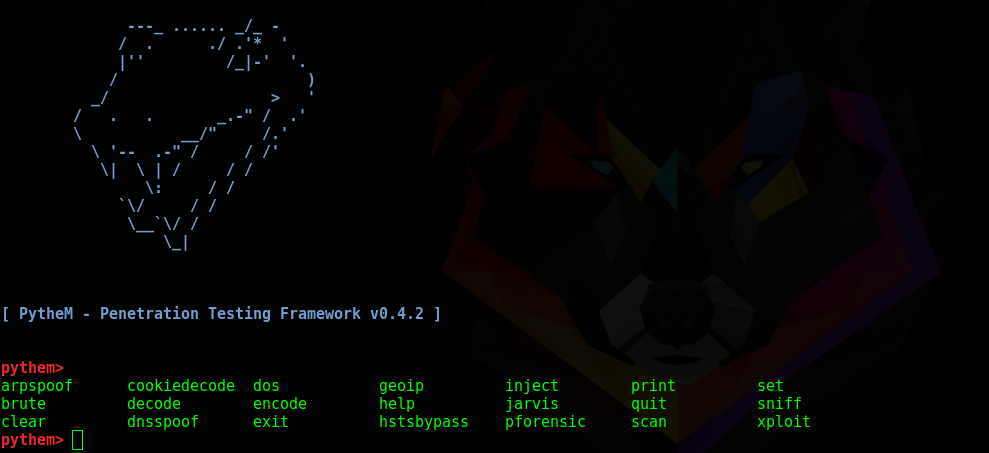 [ PytheM - Penetration Testing Framework v0.4.2 ]
pythem>
arpspoof cookiedecode dos geoip inject print set
brute decode encode help jarvis quit sniff
clear dnsspoof exit hstsbypass pforensic scan xploit
pythem>